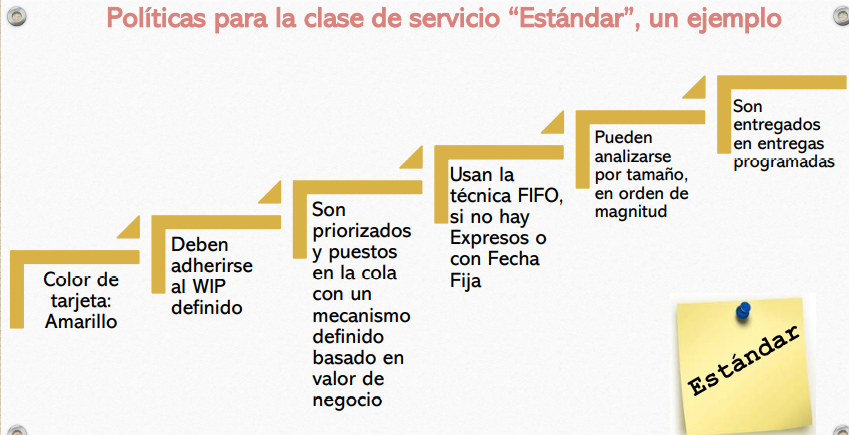 Políticas para la clase de servicio “Estándar”, un ejemplo
Color de
tarjeta:
Amarillo
Deben
adherirse
al WIP
definido
Son
priorizados
y puestos
en la cola
con un
mecanismo
definido
basado en
valor de
negocio
Usan la
técnica FIFO,
si no hay
Expresos o
con Fecha
Fija
Pueden
analizarse
por tamaño,
en orden de
magnitud
Son
entregados
en entregas
programadas
Estándar